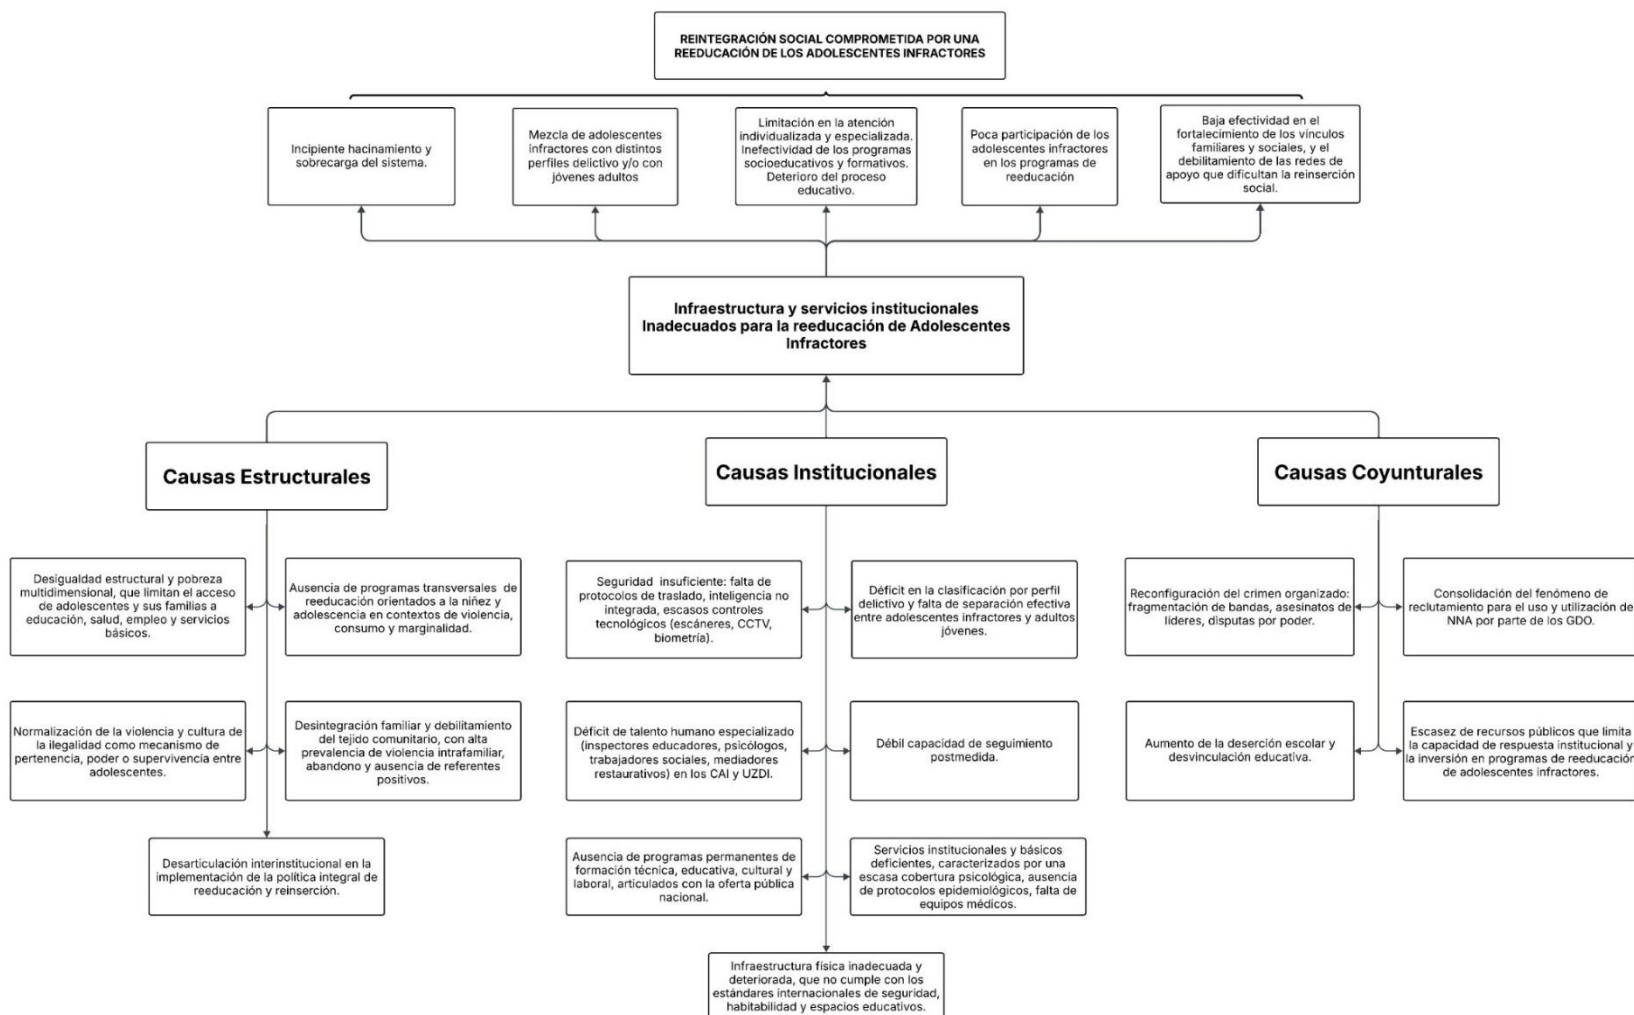 REINTEGRACIÓN SOCIAL COMPROMETIDA POR UNA
REEDUCACIÓN DE LOS ADOLESCENTES INFRACTORES
Incipiente hacinamiento y
sobrecarga del sistema.
Mezcla de adolescentes
infractores con distintos
perfiles delictivo y/o con
jóvenes adultos
Limitación en la atención
individualizada y especializada.
Inefectividad de los programas
socioeducativos y formativos.
Deterioro del proceso
educativo.
Poca participación de los
adolescentes infractores
en los programas de
reeducación
Baja efectividad en el
fortalecimiento de los vínculos
familiares y sociales, y el
debilitamiento de las redes de
apoyo que dificultan la reinserción
social.
Infraestructura y servicios institucionales
Inadecuados para la reeducación de Adolescentes
Infractores
Causas Estructurales
Causas Institucionales
Causas Coyunturales
Desigualdad estructural y pobreza
multidimensional, que limitan el acceso
de adolescentes y sus familias a
educación, salud, empleo y servicios
básicos.
Ausencia de programas transversales de
reeducación orientados a la niñez y
adolescencia en contextos de violencia,
consumo y marginalidad.
Seguridad insuficiente: falta de
protocolos de traslado, inteligencia no
integrada, escasos controles
tecnológicos (escáneres, CCTV,
biometría).
Déficit en la clasificación por perfil
delictivo y falta de separación efectiva
entre adolescentes infractores y adultos
jóvenes.
Reconfiguración del crimen organizado:
fragmentación de bandas, asesinatos de
líderes, disputas por poder.
Consolidación del fenómeno de
reclutamiento para el uso y utilización de
NNA por parte de los GDO.
Normalización de la violencia y cultura de
la ilegalidad como mecanismo de
pertenencia, poder o supervivencia entre
adolescentes.
Desintegración familiar y debilitamiento
del tejido comunitario, con alta
prevalencia de violencia intrafamiliar,
abandono y ausencia de referentes
positivos.
Déficit de talento humano especializado
(inspectores educadores, psicólogos,
trabajadores sociales, mediadores
restaurativos) en los CAI y UZDI.
Débil capacidad de seguimiento
postmedida.
Aumento de la deserción escolar y
desvinculación educativa.
Escasez de recursos públicos que limita
la capacidad de respuesta institucional y
la inversión en programas de reeducación
de adolescentes infractores.
Desarticulación interinstitucional en la
implementación de la política integral de
reeducación y reinserción.
Ausencia de programas permanentes de
formación técnica, educativa, cultural y
laboral, articulados con la oferta pública
nacional.
Servicios institucionales y básicos
deficientes, caracterizados por una
escasa cobertura psicológica, ausencia
de protocolos epidemiológicos, falta de
equipos médicos.
Infraestructura física inadecuada y
deteriorada, que no cumple con los
estándares internacionales de seguridad,
habitabilidad y espacios educativos.